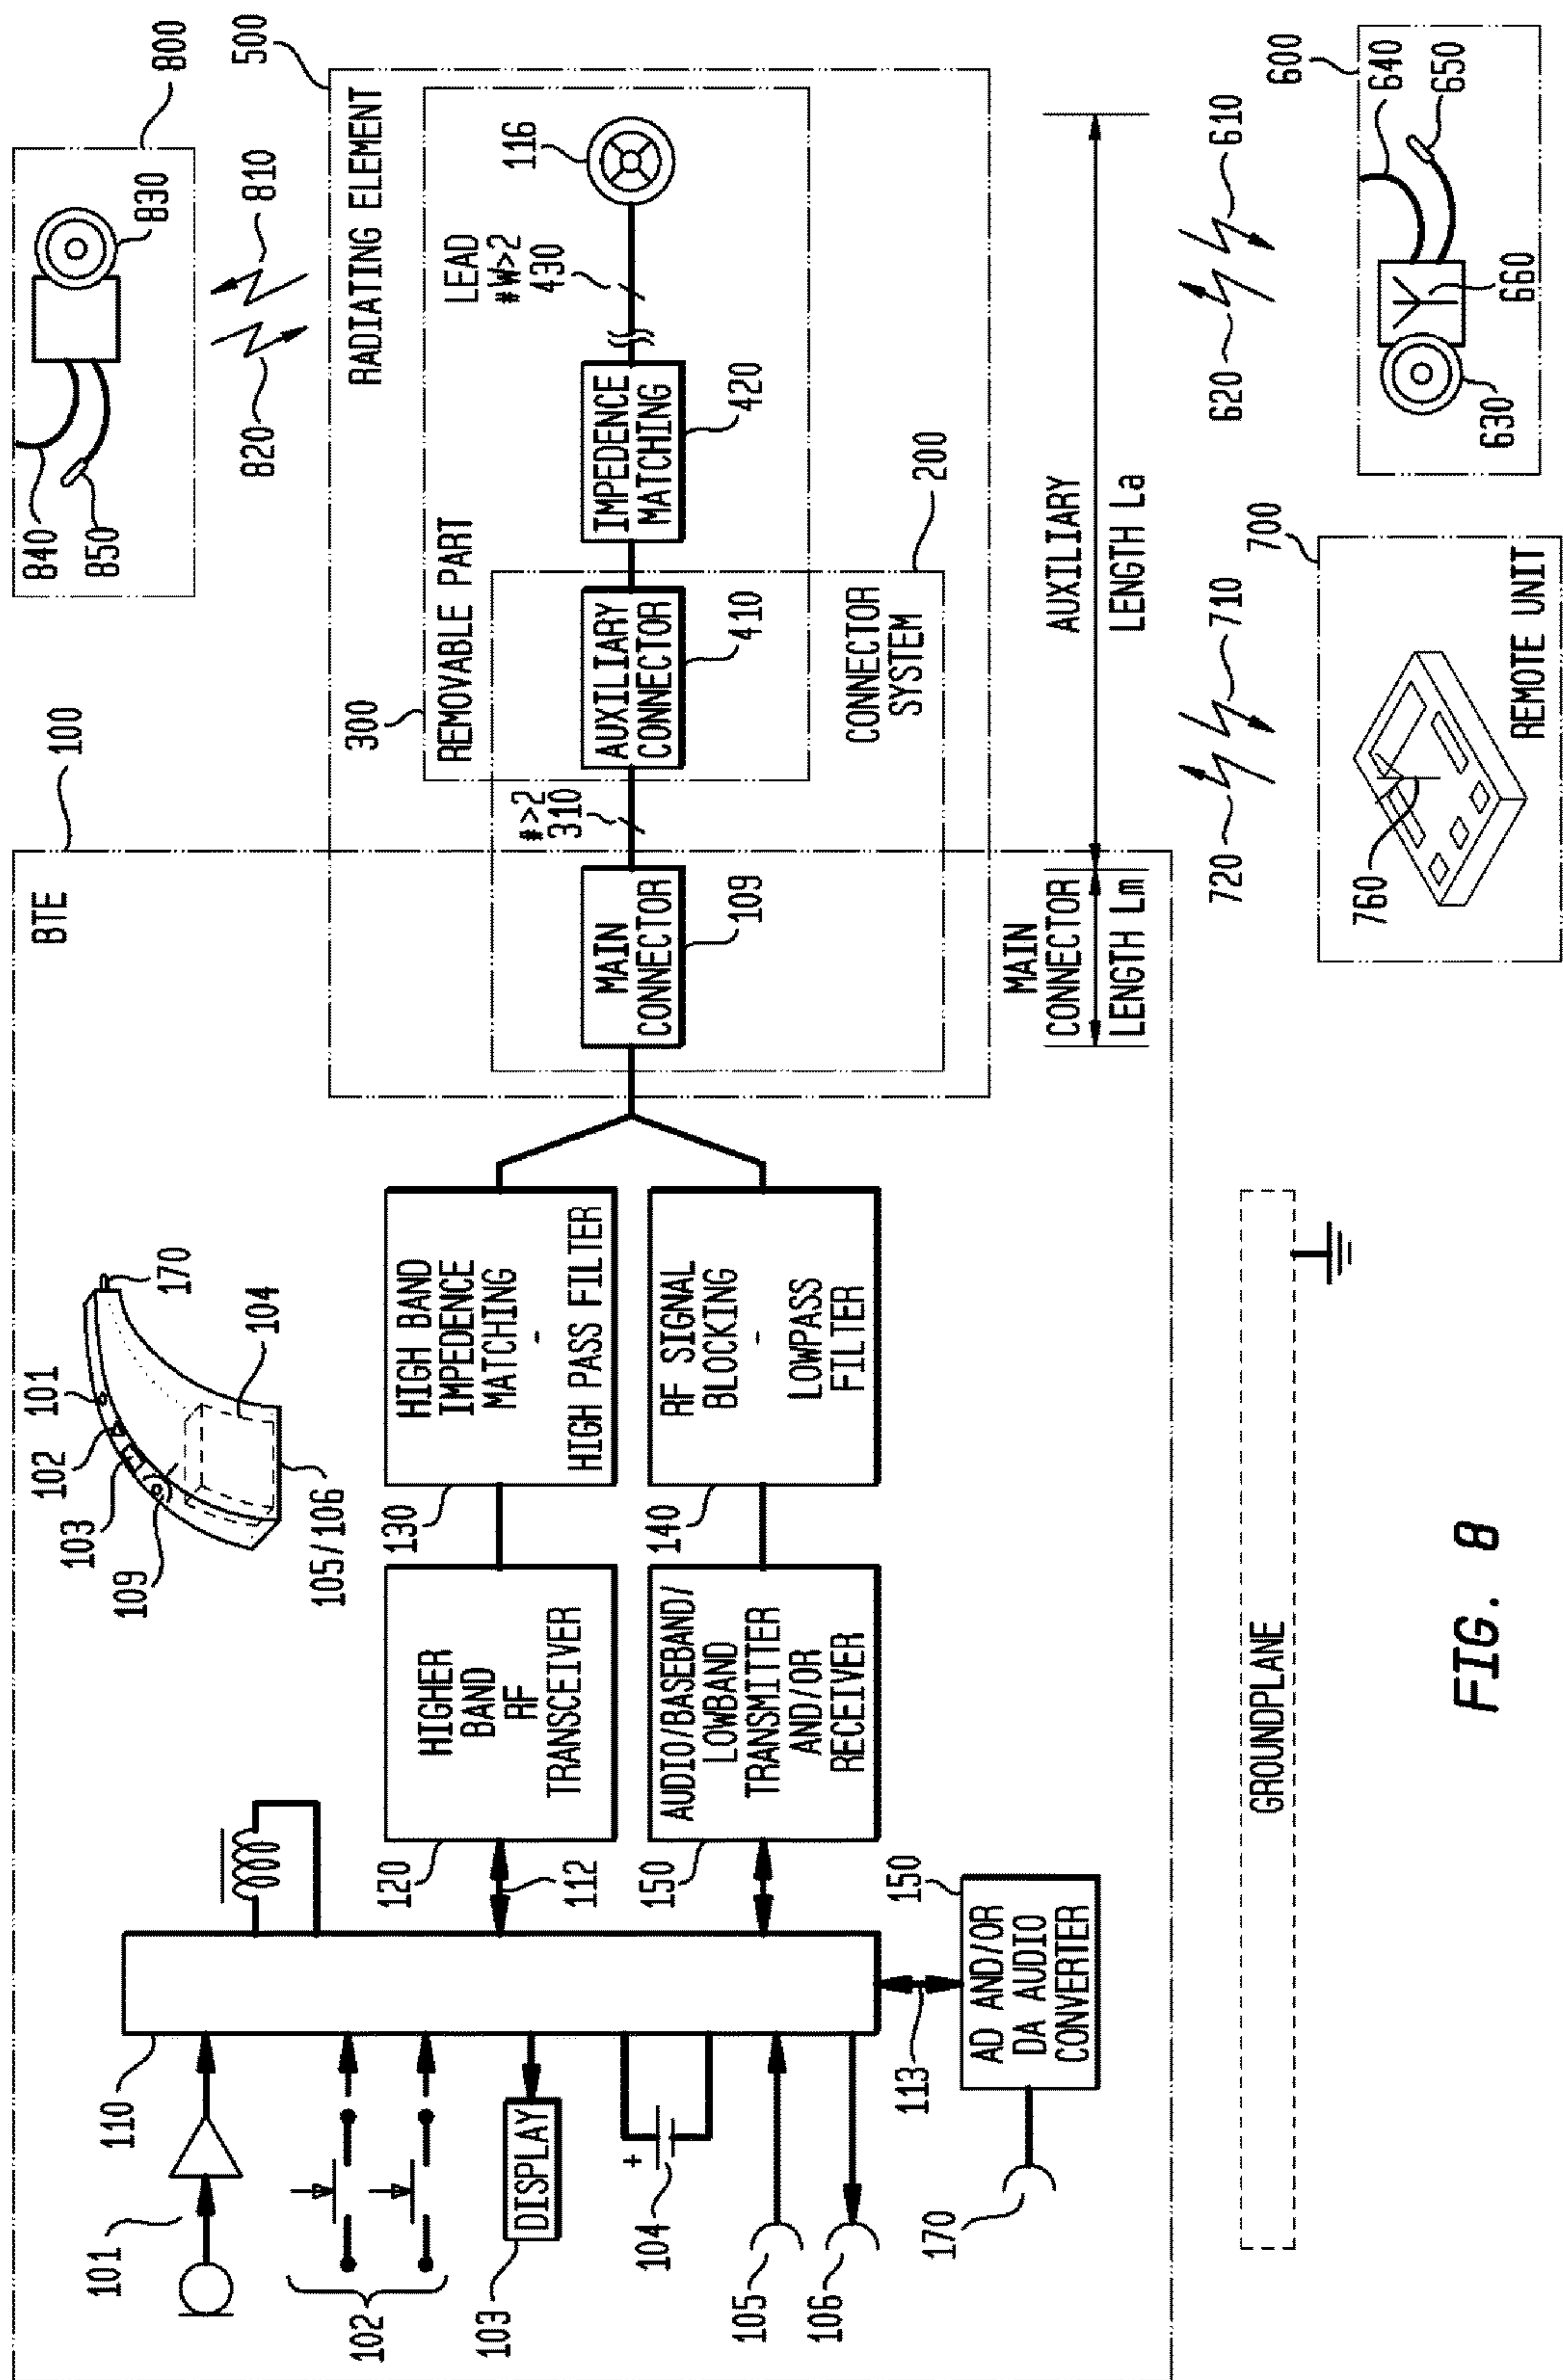 BTE
100
101
102
103
109
105/106
104
170
110
101
102
DISPLAY
103
+
104
105
106
170
113
AD AND/OR
DA AUDIO
CONVERTER
150
HIGHER
BAND
RF
TRANSCEIVER
120
112
AUDIO/BASEBAND/
LOWBAND
TRANSMITTER
AND/OR
RECEIVER
150
HIGH BAND
IMPEDENCE
MATCHING
-
HIGH PASS FILTER
130
RF SIGNAL
BLOCKING
-
LOWPASS
FILTER
140
MAIN
CONNECTOR
109
#>2
310
300
REMOVABLE PART
AUXILIARY
CONNECTOR
410
IMPEDENCE
MATCHING
420
LEAD
#W>2
430
116
RADIATING ELEMENT
500
CONNECTOR
SYSTEM
200
MAIN
CONNECTOR
LENGTH Lm
AUXILIARY
LENGTH La
840
850
830
800
820
810
720
710
620
610
700
760
REMOTE UNIT
600
630
660
640
650
GROUNDPLANE
FIG. 8